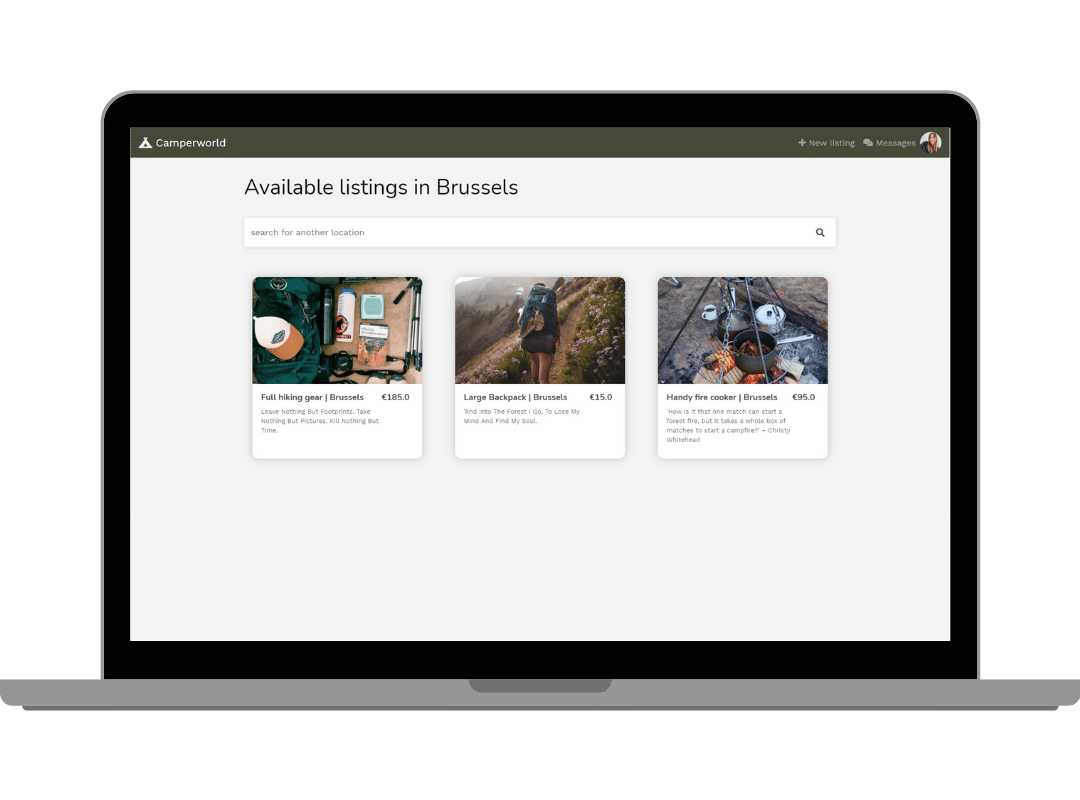 Camperworld
New listing
Messages
Available listings in Brussels
search for another location
Full hiking gear | Brussels €185.0
Leave Nothing But Footprints. Take
Nothing But Pictures. Kill Nothing But
Time.
Large Backpack | Brussels €15.0
'And Into The Forest I Go, To Lose My
Mind And Find My Soul.
Handy fire cooker | Brussels €95.0
'How is it that one match can start a
forest fire, but it takes a whole box of
matches to start a campfire?' – Christy
Whitehead